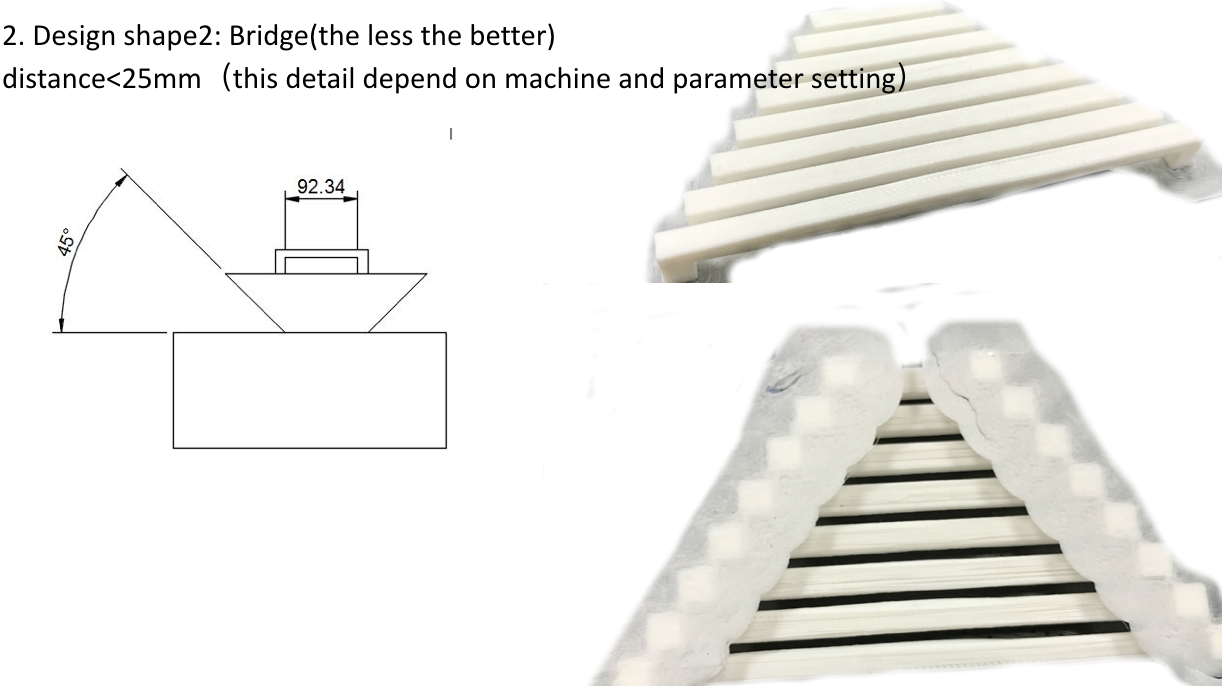 2. Design shape2: Bridge(the less the better)
distance<25mm（this detail depend on machine and parameter setting）
92.34
45°